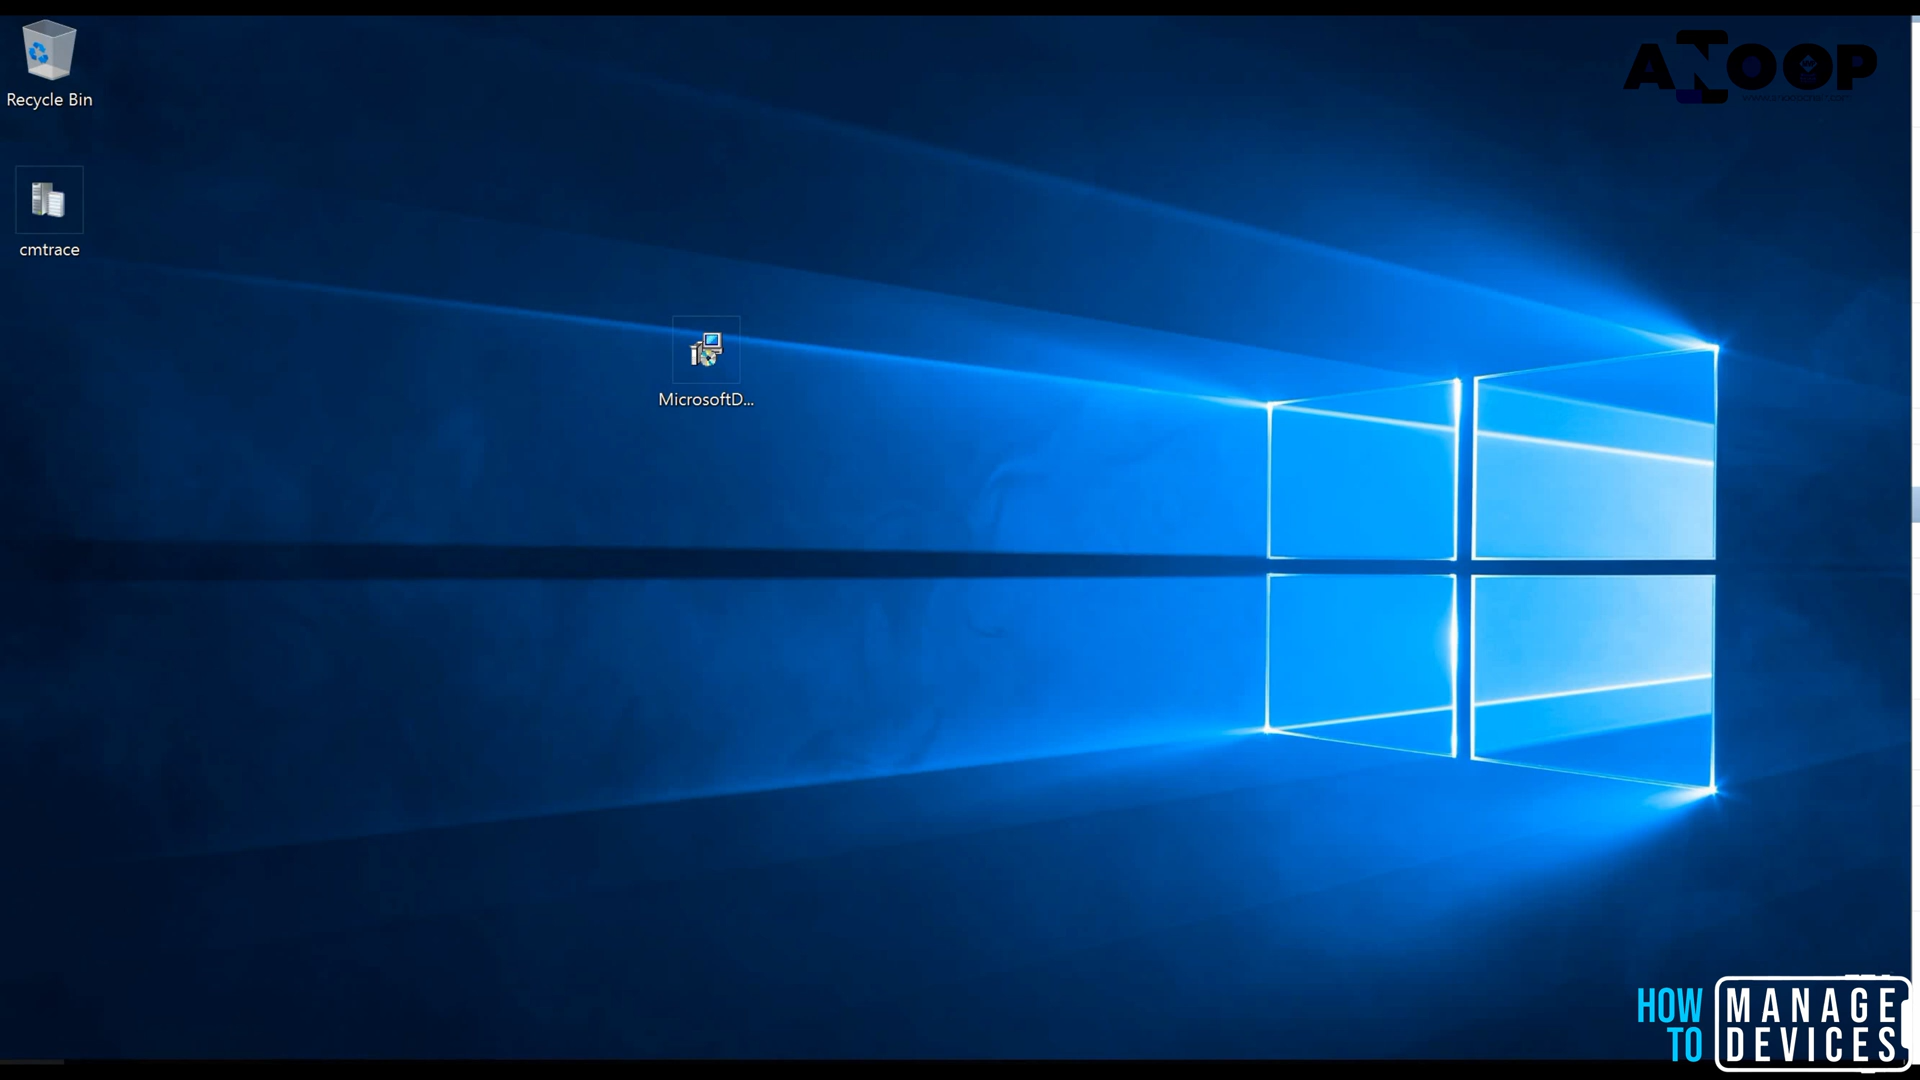 Recycle Bin
ANOOP
cmtrace
MicrosoftD...
HOW TO
MANAGE DEVICES